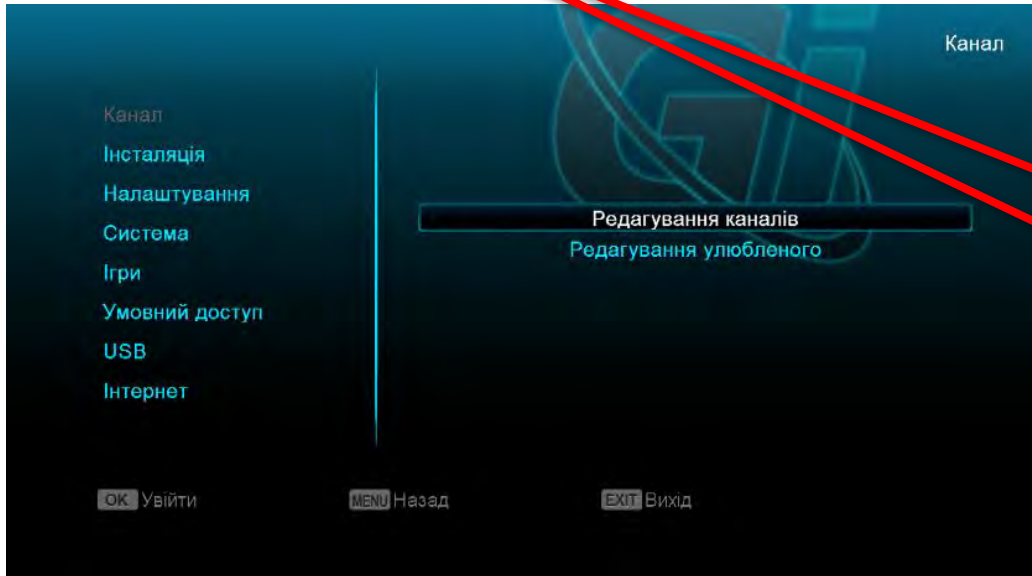 Канал
Канал
Інсталяція
Налаштування
Система
Ігри
Умовний доступ
USB
Інтернет
Редагування каналів
Редагування улюбленого
OK Увійти
MENU Назад
EXIT Вихід
Gi